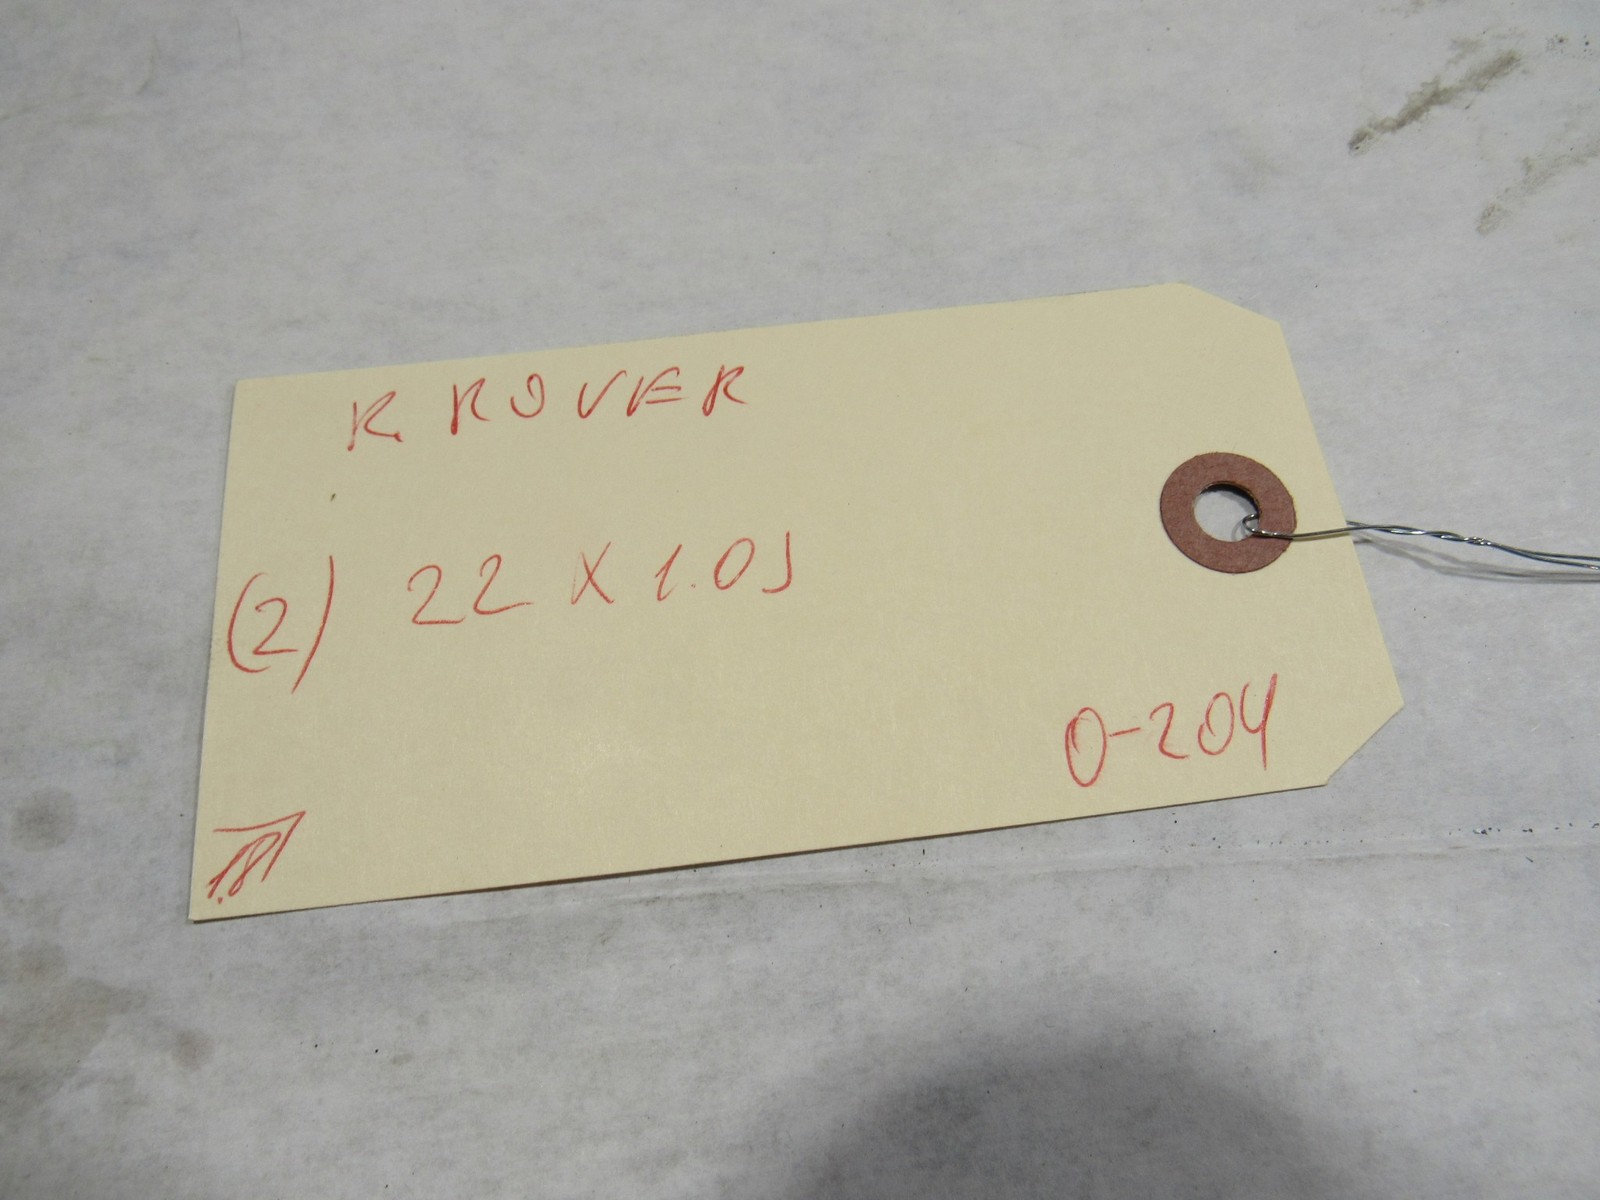 R. ROVER
(2) 22 X 1.0J
0-204